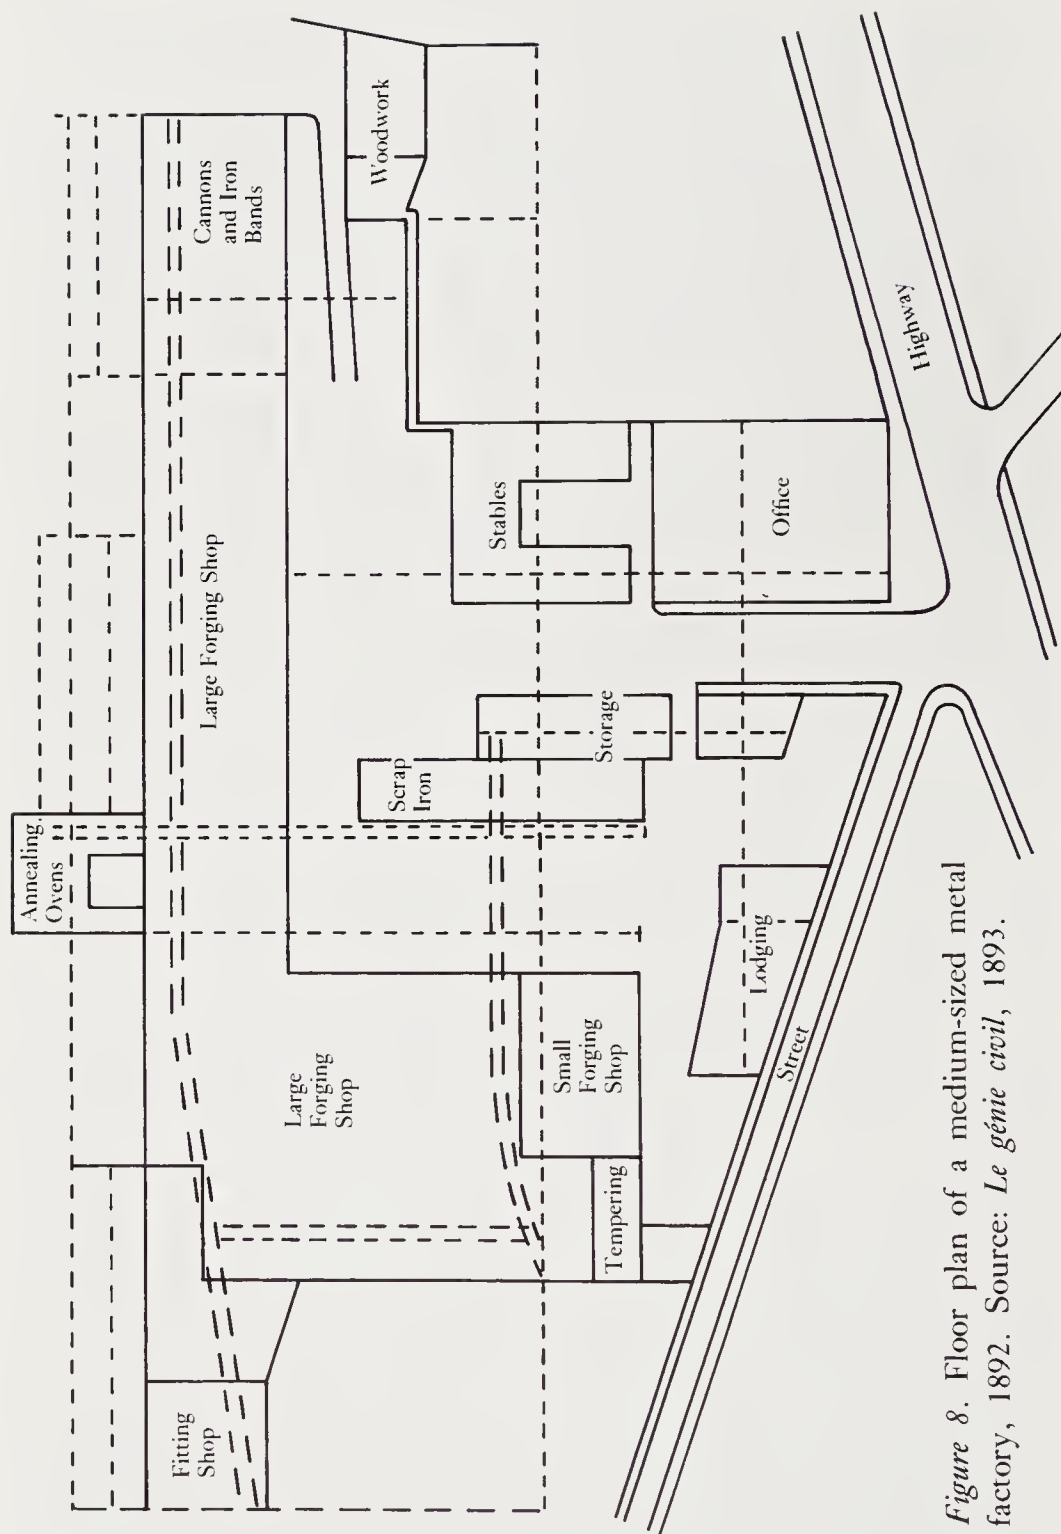 Annealing
Ovens
Fitting
Shop
Large Forging Shop
Cannons
and Iron
Bands
Large
Forging
Shop
Scrap
Iron
Woodwork
Tempering
Small
Forging
Shop
Storage
Stables
Lodging
Office
Street
Highway
Figure 8. Floor plan of a medium-sized metal
factory, 1892. Source: Le génie civil, 1893.